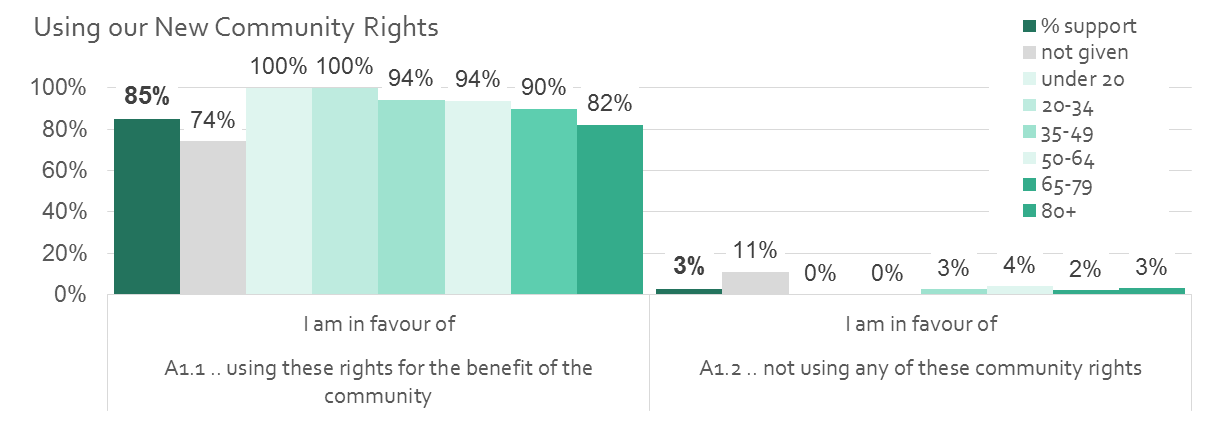 Using our New Community Rights
% support
not given
under 20
20-34
35-49
50-64
65-79
80+
100% 100%
94% 94%
90%
85%
82%
74%
100%
80%
60%
40%
20%
0%
3%
11%
0%
0%
3%
4%
2%
3%
I am in favour of
A1.1 .. using these rights for the benefit of the
community
I am in favour of
A1.2 .. not using any of these community rights